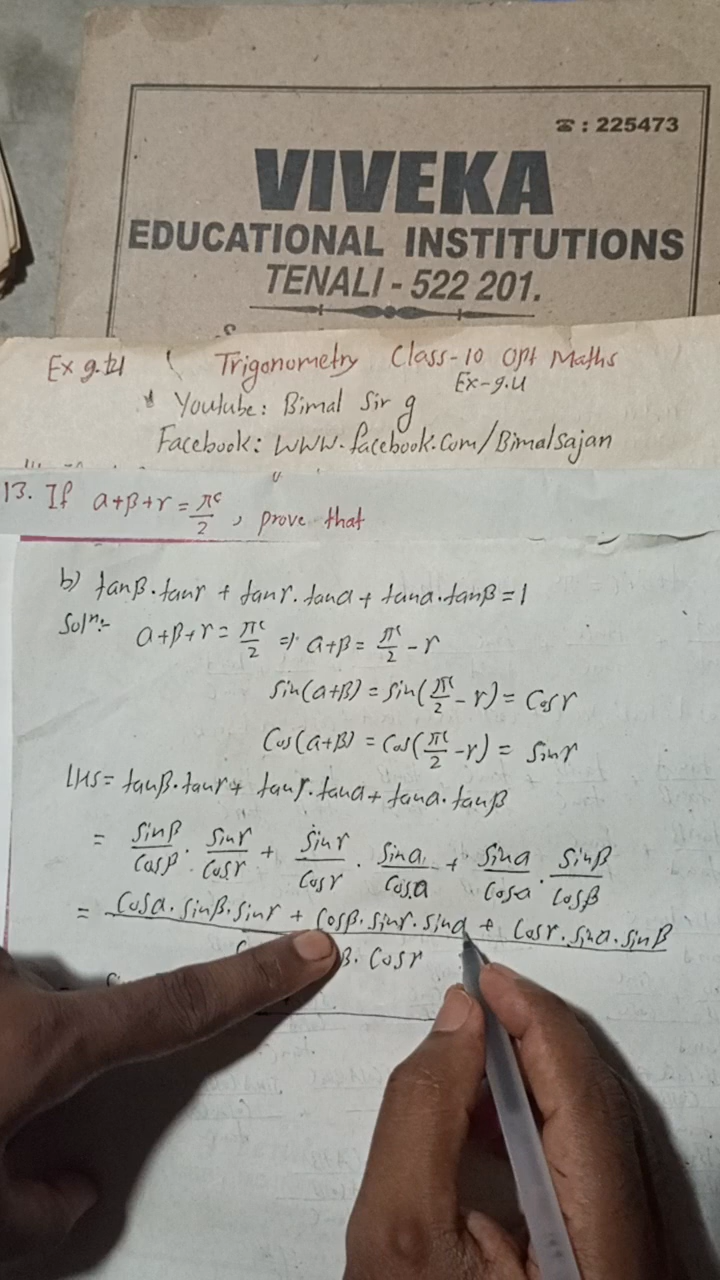 ☎ : 225473
VIVEKA
EDUCATIONAL INSTITUTIONS
TENALI - 522 201.
Trigonometry Class-10 Opt Maths
Ex-9.4
Youtube: Bimal Sir g
Facebook: www.facebook.com/Bimalsajan
13. If α+β+γ = π^c/2, prove that
b) tanβ.tanγ + tanγ.tanα + tanα.tanβ = 1
Solⁿ:- α+β+γ = π^c/2 ⇒ α+β = π^c/2 - γ
Sin(α+β) = Sin(π^c/2 - γ) = Cosγ
Cos(α+β) = Cos(π^c/2 - γ) = Sinγ
LHS = tanβ.tanγ + tanγ.tanα + tanα.tanβ
= Sinβ/Cosβ . Sinγ/Cosγ + Sinγ/Cosγ . Sinα/Cosα + Sinα/Cosα . Sinβ/Cosβ
= Cosα.Sinβ.Sinγ + Cosβ.Sinγ.Sinα + Cosγ.Sinα.Sinβ
β. Cosγ